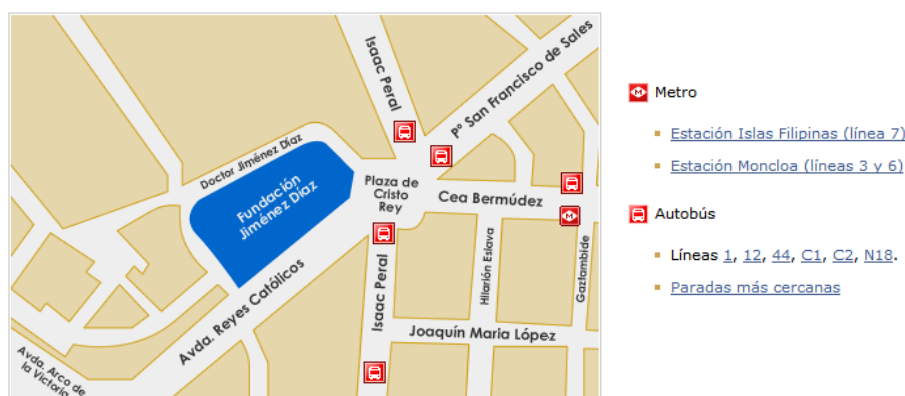 Isaac Peral
Pº San Francisco de Sales
Doctor Jiménez Díaz
Fundación
Jiménez Díaz
Plaza de
Cristo
Rey
Cea Bermúdez
Avda. Reyes Católicos
Isaac Peral
Hilarión Eslava
Gaztambide
Joaquín Maria López
Avda. Arco de
la Victoria
Metro
Estación Islas Filipinas (línea 7)
Estación Moncloa (líneas 3 y 6)
Autobús
Líneas 1, 12, 44, C1, C2, N18.
Paradas más cercanas